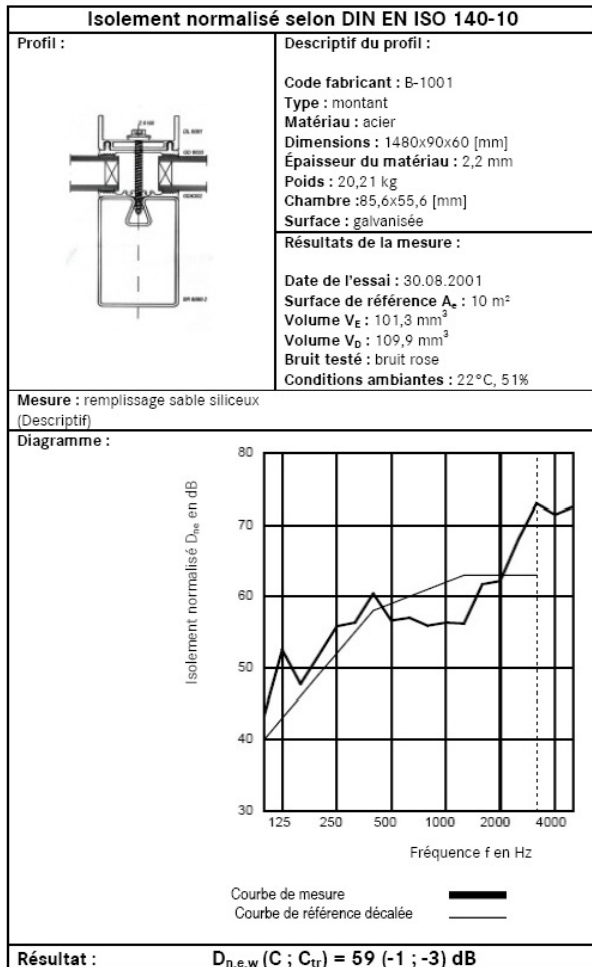 Isolement normalisé selon DIN EN ISO 140-10
Profil :
Descriptif du profil :
Code fabricant : B-1001
Type : montant
Matériau : acier
Dimensions : 1480x90x60 [mm]
Épaisseur du matériau : 2,2 mm
Poids : 20,21 kg
Chambre :85,6x55,6 [mm]
Surface : galvanisée
Résultats de la mesure :
Date de l'essai : 30.08.2001
Surface de référence Aₑ : 10 m²
Volume V_E : 101,3 mm³
Volume V_D : 109,9 mm³
Bruit testé : bruit rose
Conditions ambiantes : 22°C, 51%
Mesure : remplissage sable siliceux
(Descriptif)
Diagramme :
Isolement normalisé Dₙₑ en dB
80
70
60
50
40
30
125 250 500 1000 2000 4000
Fréquence f en Hz
Courbe de mesure
Courbe de référence décalée
Résultat : D_n,e,w (C ; C_tr) = 59 (-1 ; -3) dB